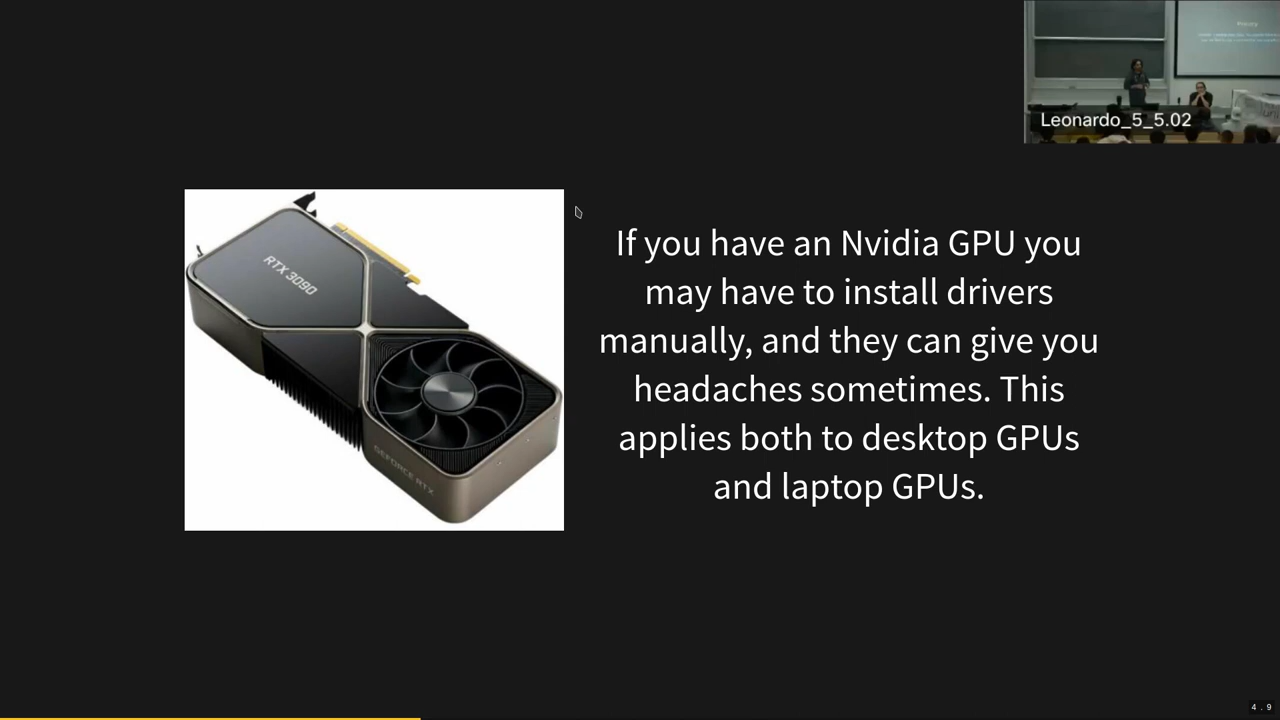 Privacy
Leonardo_5_5.02
RTX 3090
GEFORCE RTX
If you have an Nvidia GPU you
may have to install drivers
manually, and they can give you
headaches sometimes. This
applies both to desktop GPUs
and laptop GPUs.
4.9